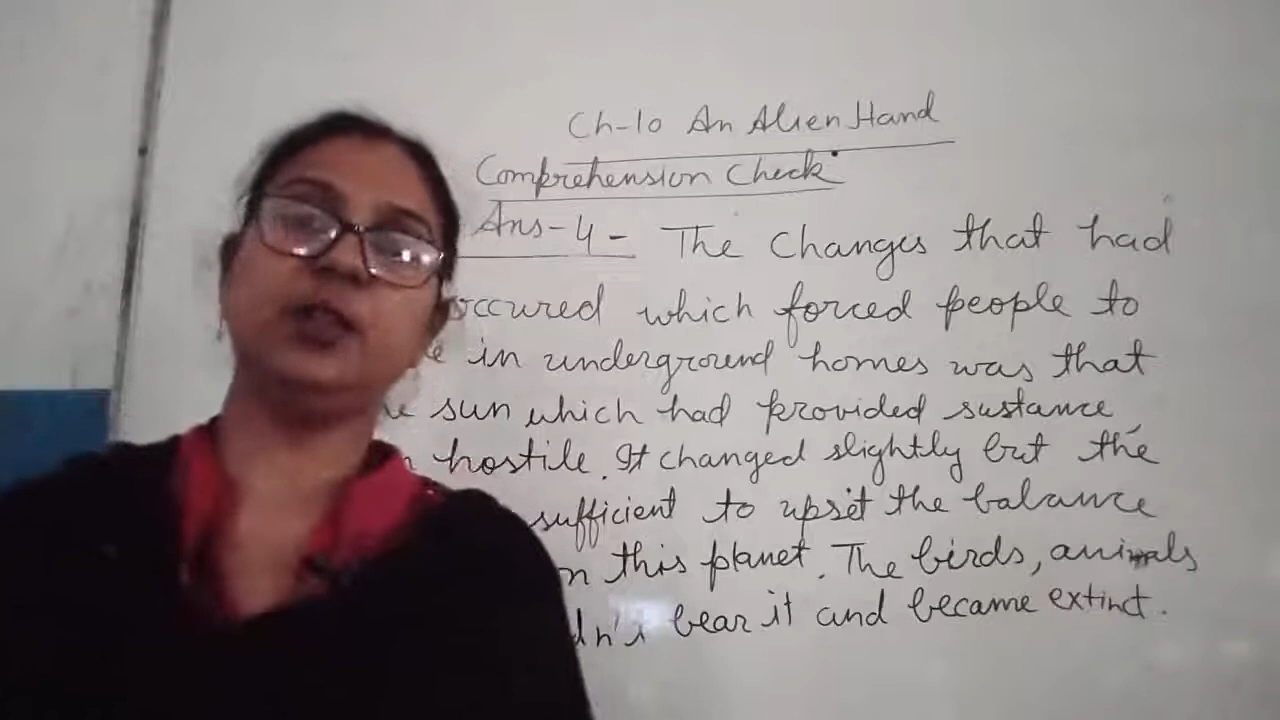 Ch-10 An Alien Hand
Comprehension Check
Ans-4- The changes that had
occured which forced people to
in underground homes was that
sun which had provided sustance
hostile. It changed slightly but the
sufficient to upset the balance
on this planet. The birds, animals
bear it and became extinct.